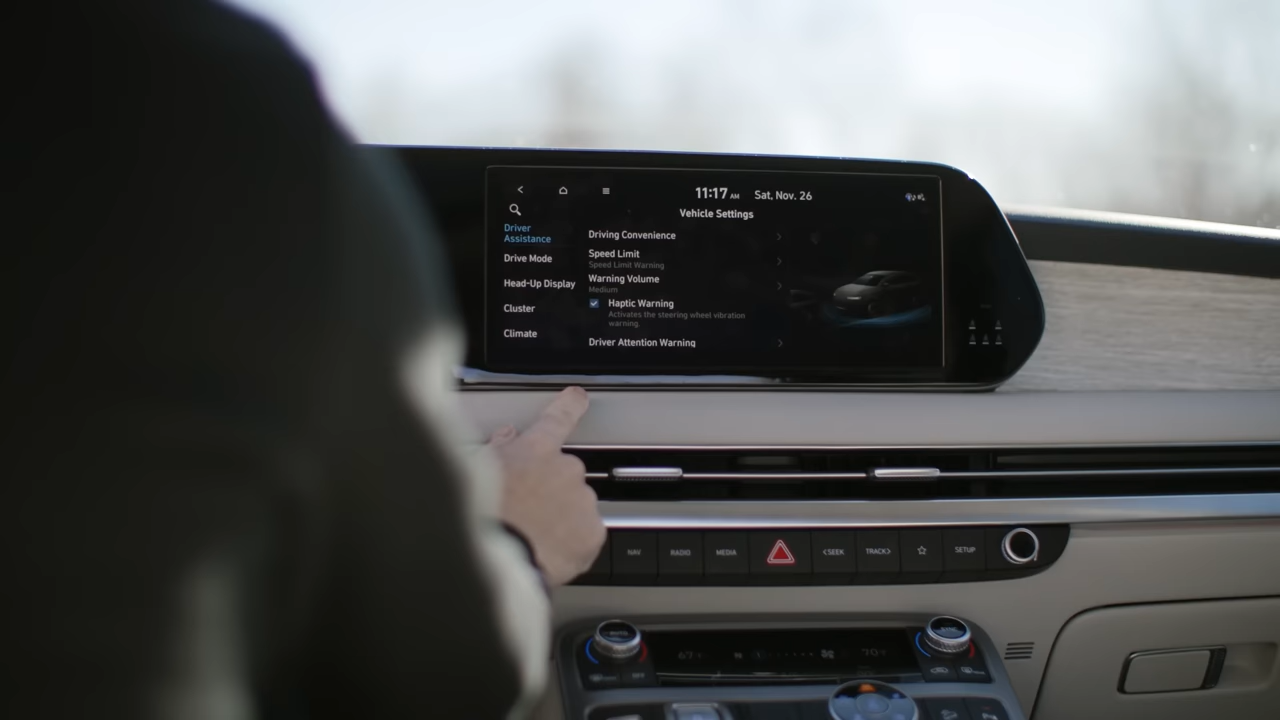 11:17 AM Sat, Nov. 26
Vehicle Settings
Driver
Assistance
Drive Mode
Head-Up Display
Cluster
Climate
Driving Convenience
Speed Limit
Speed Limit Warning
Warning Volume
Medium
Haptic Warning
Activates the steering wheel vibration
warning.
Driver Attention Warning
NAV RADIO MEDIA <SEEK TRACK> SETUP